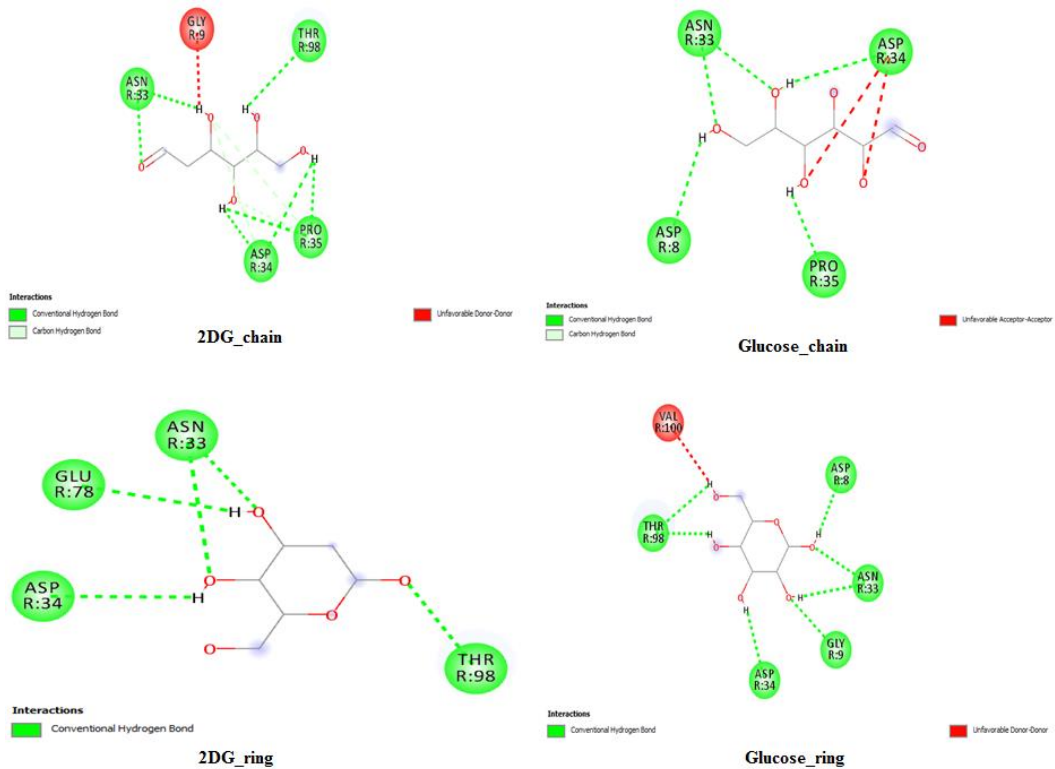 GLY
R:9
THR
R:98
ASN
R:33
H
H
O
O
O
H
O
O
H
ASP
R:34
PRO
R:35
Interactions
Conventional Hydrogen Bond
Carbon Hydrogen Bond
Unfavorable Donor-Donor
2DG_chain
ASN
R:33
ASP
R:34
H
O
O
H
O
H
O
O
H
O
ASP
R:8
PRO
R:35
Interactions
Conventional Hydrogen Bond
Carbon Hydrogen Bond
Unfavorable Acceptor-Acceptor
Glucose_chain
ASN
R:33
GLU
R:78
H
O
ASP
R:34
O
H
O
O
O
THR
R:98
Interactions
Conventional Hydrogen Bond
2DG_ring
VAL
R:100
ASP
R:8
THR
R:98
H
O
H
O
O
H
O
O
H
O
H
ASN
R:33
GLY
R:9
ASP
R:34
Interactions
Conventional Hydrogen Bond
Unfavorable Donor-Donor
Glucose_ring